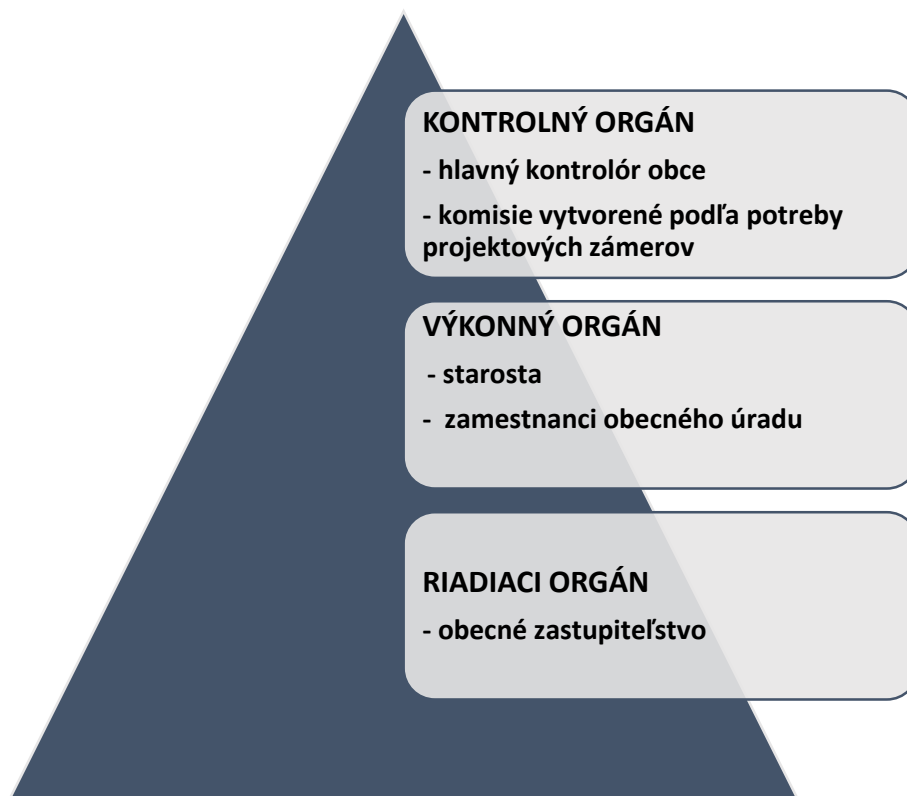 KONTROLNÝ ORGÁN
- hlavný kontrolór obce
- komisie vytvorené podľa potreby
projektových zámerov
VÝKONNÝ ORGÁN
- starosta
- zamestnanci obecného úradu
RIADIACI ORGÁN
- obecné zastupiteľstvo